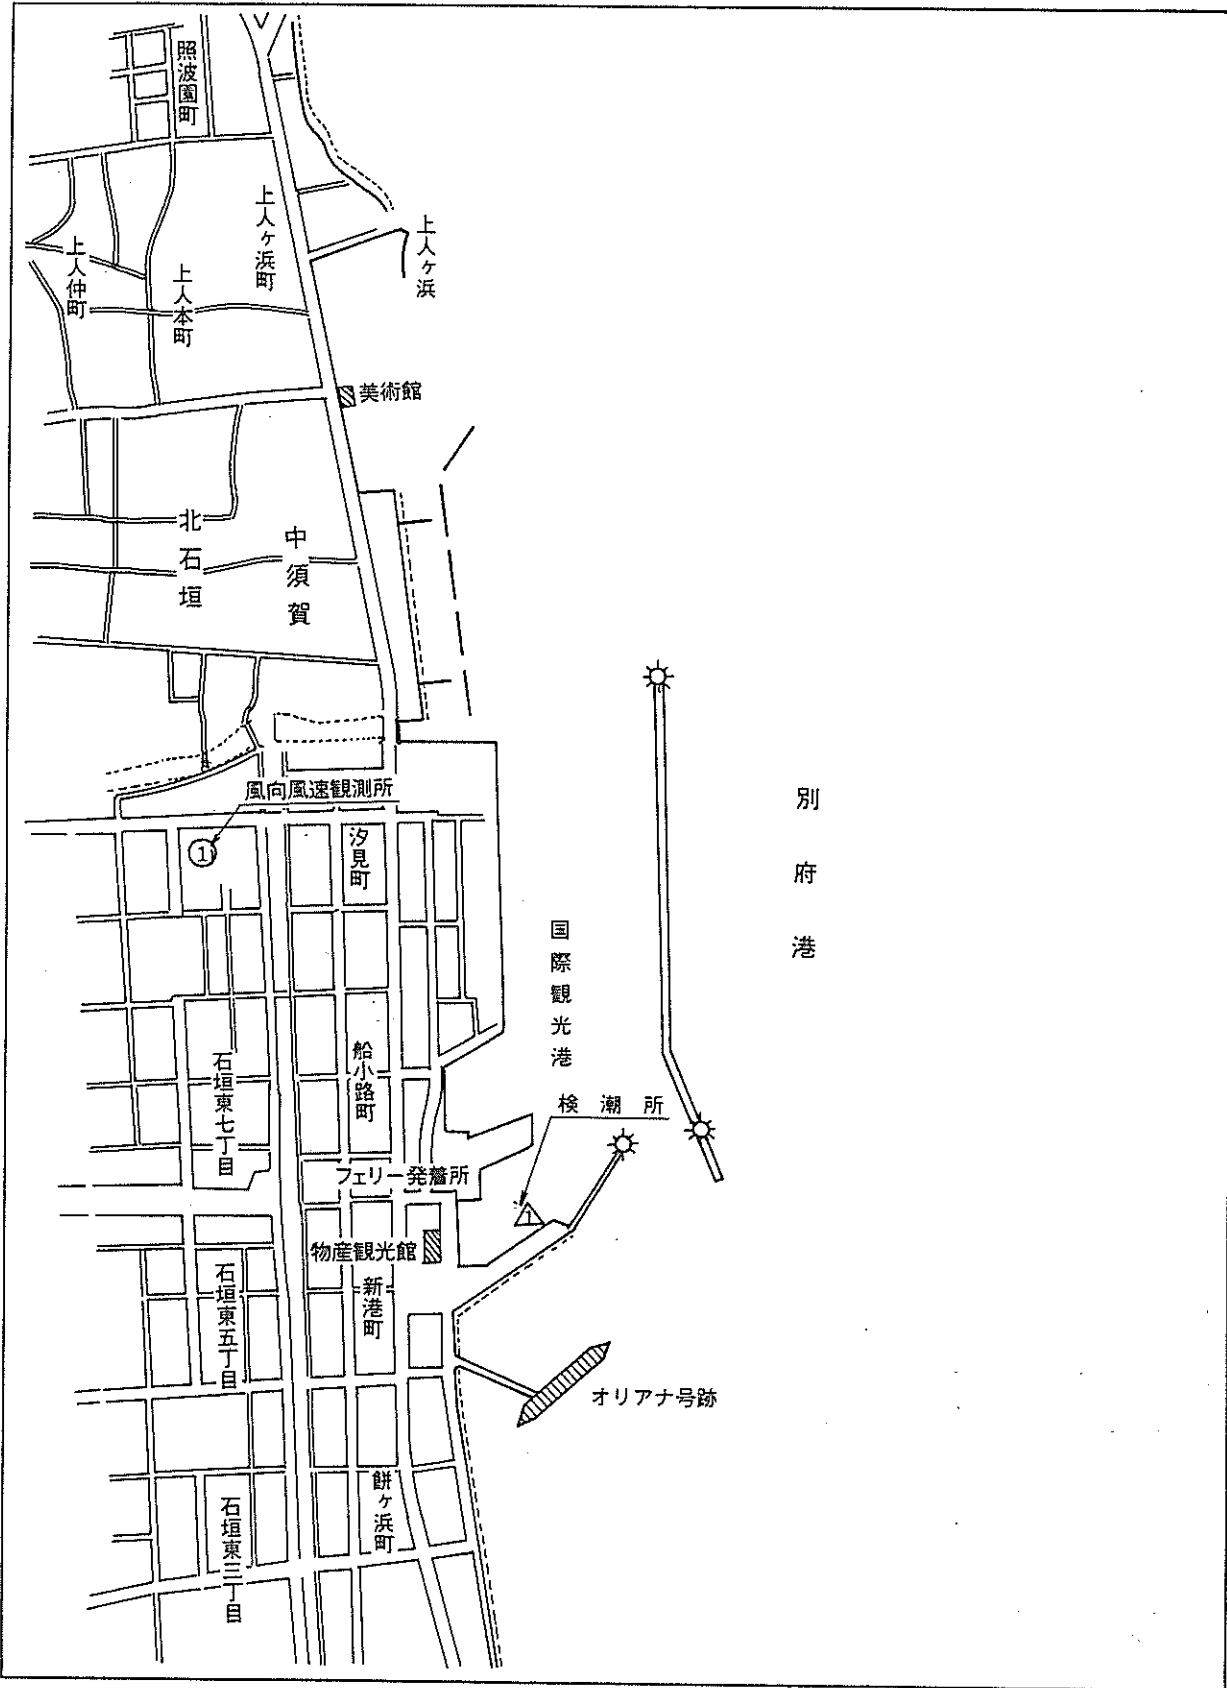 照波園町
上人ヶ浜町
上人ヶ浜
上人仲町
上人本町
美術館
北石垣
中須賀
風向風速観測所
1
汐見町
別府港
国際観光港
船小路町
石垣東七丁目
検潮所
フェリー発着所
1
物産観光館
新港町
石垣東五丁目
オリアナ号跡
餅ヶ浜町
石垣東三丁目